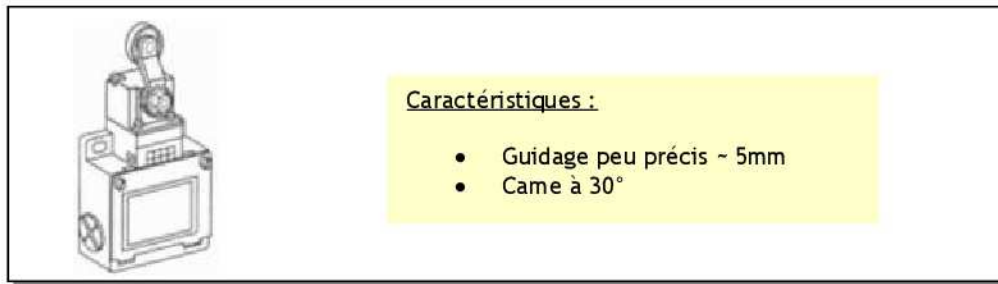 Caractéristiques :
• Guidage peu précis ~ 5mm
• Came à 30°